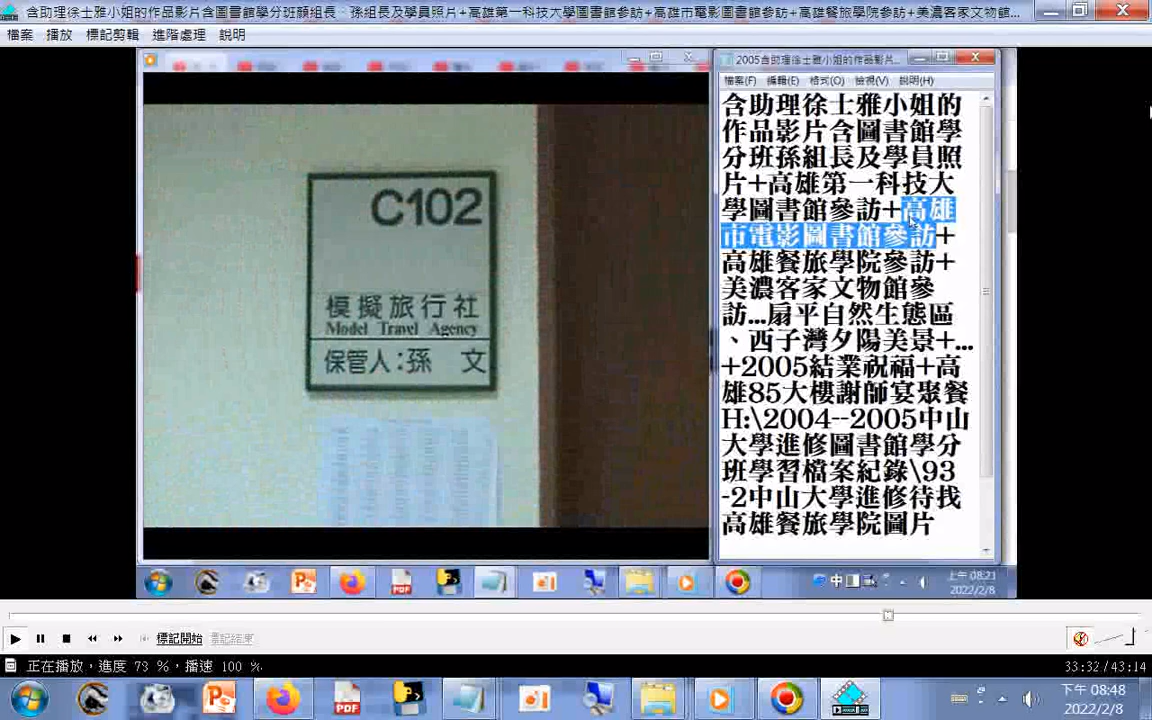 含助理徐士雅小姐的作品影片含圖書館學分班顏組長、孫組長及學員照片+高雄第一科技大學圖書館參訪+高雄市電影圖書館參訪+高雄餐旅學院參訪+美濃客家文物館...
檔案 播放 標記剪輯 進階處理 說明
2005含助理徐士雅小姐的作品影片...
檔案(F) 編輯(E) 格式(O) 檢視(V) 說明(H)
C102
模擬旅行社
Model Travel Agency
保管人:孫 文
含助理徐士雅小姐的
作品影片含圖書館學
分班孫組長及學員照
片+高雄第一科技大
學圖書館參訪+高雄
市電影圖書館參訪+
高雄餐旅學院參訪+
美濃客家文物館參
訪...扇平自然生態區
、西子灣夕陽美景+...
+2005結業祝福+高
雄85大樓謝師宴聚餐
H:\2004--2005中山
大學進修圖書館學分
班學習檔案紀錄\93
-2中山大學進修待找
高雄餐旅學院圖片
中
上午 08:21
2022/2/8
標記開始 標記結束
正在播放，進度 73 %，播速 100 %.
33:32/43:14
下午 08:48
2022/2/8